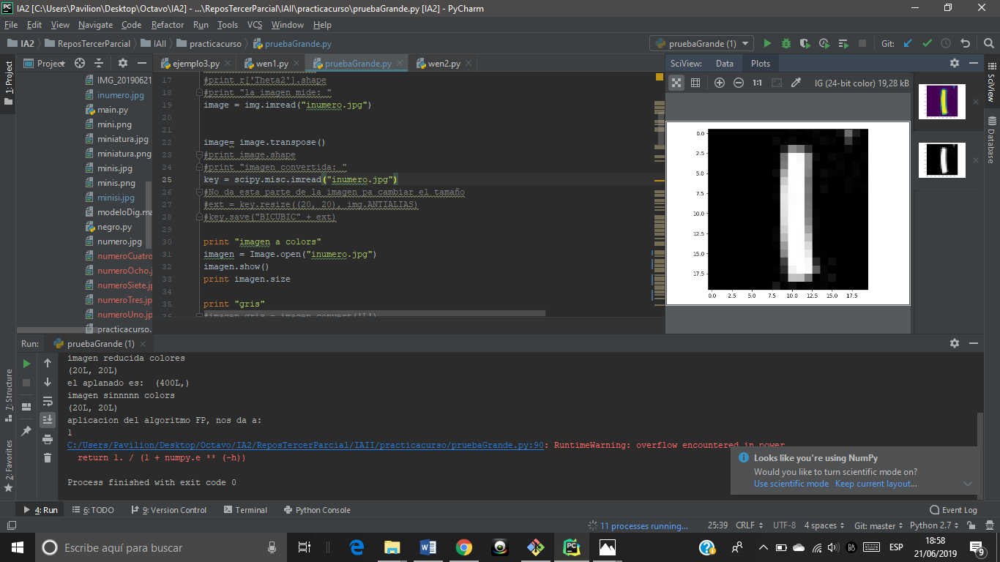 IA2 [C:\Users\Pavilion\Desktop\Octavo\IA2] - ...\ReposTercerParcial\IAII\practicacurso\pruebaGrande.py [IA2] - PyCharm
File Edit View Navigate Code Refactor Run Tools VCS Window Help
IA2 ReposTercerParcial IAII practicacurso pruebaGrande.py
pruebaGrande (1) Git:
1: Project
Project
ejemplo3.py wen1.py pruebaGrande.py wen2.py
SciView: Data Plots
1:1 IG (24-bit color) 19,28 kB
SciView
Database
IMG_20190621
inumero.jpg
main.py
mini.png
miniatura.jpg
miniatura.png
minis.jpg
minis.png
minisi.jpg
modeloDig.ma
negro.py
numero.jpg
numeroCuatro
numeroOcho.j
numeroSiete.j
numeroTres.jp
numeroUno.jp
practicacurso.
17 #print r['Theta2'].shape
18 #print "la imagen mide: "
19 image = img.imread("inumero.jpg")
20
21
22 image= image.transpose()
23 #print image.shape
24 #print "imagen convertida: "
25 key = scipy.misc.imread("inumero.jpg")
26 #No da esta parte de la imagen pa cambiar el tamaño
27 #ext = key.resize((20, 20), img.ANTIALIAS)
28 #key.save("BICUBIC" + ext)
29
30 print "imagen a colors"
31 imagen = Image.open("inumero.jpg")
32 imagen.show()
33 print imagen.size
34
35 print "gris"
36 #imagen_gris = imagen.convert('L')
0.0
2.5
5.0
7.5
10.0
12.5
15.0
17.5
0.0 2.5 5.0 7.5 10.0 12.5 15.0 17.5
Run: pruebaGrande (1)
imagen reducida colores
(20L, 20L)
el aplanado es:  (400L,)
imagen sinnnnn colors
(20L, 20L)
aplicacion del algoritmo FP, nos da a:
1
C:/Users/Pavilion/Desktop/Octavo/IA2/ReposTercerParcial/IAII/practicacurso/pruebaGrande.py:90: RuntimeWarning: overflow encountered in power
return 1. / (1 + numpy.e ** (-h))
Process finished with exit code 0
7: Structure
2: Favorites
Looks like you're using NumPy
Would you like to turn scientific mode on?
Use scientific mode Keep current layout...
4: Run 6: TODO 9: Version Control Terminal Python Console Event Log
11 processes running... 25:39 CRLF UTF-8 4 spaces Git: master Python 2.7
Escribe aquí para buscar
ESP
18:58
21/06/2019
9